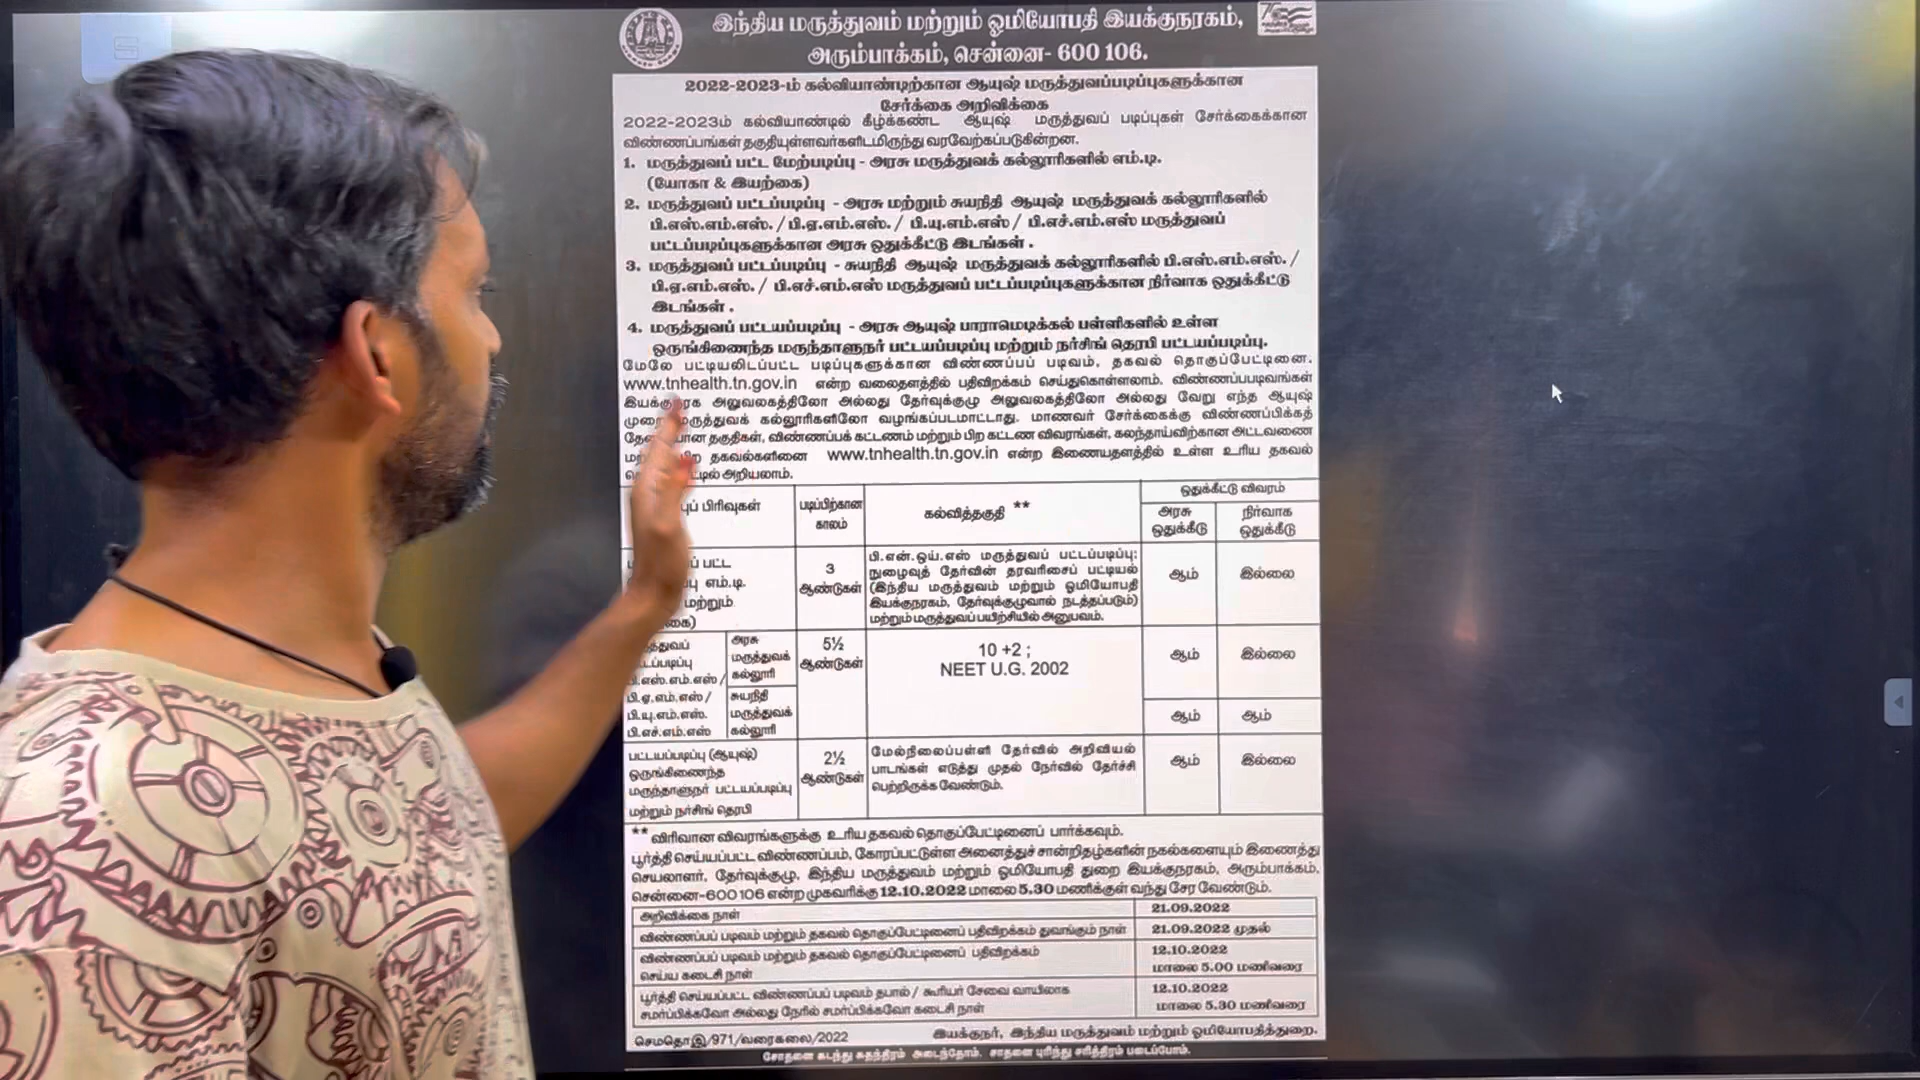 இந்திய மருத்துவம் மற்றும் ஓமியோபதி இயக்குநரகம்,
அரும்பாக்கம், சென்னை- 600 106.
2022-2023-ம் கல்வியாண்டிற்கான ஆயுஷ் மருத்துவப்படிப்புகளுக்கான
சேர்க்கை அறிவிக்கை
2022-2023ம் கல்வியாண்டில் கீழ்க்கண்ட ஆயுஷ் மருத்துவப் படிப்புகள் சேர்க்கைக்கான
விண்ணப்பங்கள் தகுதியுள்ளவர்களிடமிருந்து வரவேற்கப்படுகின்றன.
1. மருத்துவப் பட்ட மேற்படிப்பு - அரசு மருத்துவக் கல்லூரிகளில் எம்.டி.
(யோகா & இயற்கை)
2. மருத்துவப் பட்டப்படிப்பு - அரசு மற்றும் சுயநிதி ஆயுஷ் மருத்துவக் கல்லூரிகளில்
பி.எஸ்.எம்.எஸ். / பி.ஏ.எம்.எஸ். / பி.யு.எம்.எஸ் / பி.எச்.எம்.எஸ் மருத்துவப்
பட்டப்படிப்புகளுக்கான அரசு ஒதுக்கீட்டு இடங்கள் .
3. மருத்துவப் பட்டப்படிப்பு - சுயநிதி ஆயுஷ் மருத்துவக் கல்லூரிகளில் பி.எஸ்.எம்.எஸ். /
பி.ஏ.எம்.எஸ். / பி.எச்.எம்.எஸ் மருத்துவப் பட்டப்படிப்புகளுக்கான நிர்வாக ஒதுக்கீட்டு
இடங்கள் .
4. மருத்துவப் பட்டயப்படிப்பு - அரசு ஆயுஷ் பாராமெடிக்கல் பள்ளிகளில் உள்ள
ஒருங்கிணைந்த மருந்தாளுநர் பட்டயப்படிப்பு மற்றும் நர்சிங் தெரபி பட்டயப்படிப்பு.
மேலே பட்டியலிடப்பட்ட படிப்புகளுக்கான விண்ணப்பப் படிவம், தகவல் தொகுப்பேட்டினை.
www.tnhealth.tn.gov.in என்ற வலைதளத்தில் பதிவிறக்கம் செய்துகொள்ளலாம். விண்ணப்பபடிவங்கள்
இயக்குநரக அலுவலகத்திலோ அல்லது தேர்வுக்குழு அலுவலகத்திலோ அல்லது வேறு எந்த ஆயுஷ்
மருத்துவக் கல்லூரிகளிலோ வழங்கப்படமாட்டாது. மாணவர் சேர்க்கைக்கு விண்ணப்பிக்கத்
தகுதிகள், விண்ணப்பக் கட்டணம் மற்றும் பிற கட்டண விவரங்கள், கலந்தாய்விற்கான அட்டவணை
தகவல்களினை www.tnhealth.tn.gov.in என்ற இணையதளத்தில் உள்ள உரிய தகவல்
அறியலாம்.
பிரிவுகள் படிப்பிற்கான காலம் கல்வித்தகுதி ** ஒதுக்கீட்டு விவரம்
அரசு ஒதுக்கீடு நிர்வாக ஒதுக்கீடு
பட்ட
எம்.டி.
மற்றும்
3 ஆண்டுகள்
பி.என்.ஒய்.எஸ் மருத்துவப் பட்டப்படிப்பு:
நுழைவுத் தேர்வின் தரவரிசைப் பட்டியல்
(இந்திய மருத்துவம் மற்றும் ஓமியோபதி
இயக்குநரகம், தேர்வுக்குழுவால் நடத்தப்படும்)
மற்றும் மருத்துவப் பயிற்சியில் அனுபவம்.
ஆம் இல்லை
பி.ஏ.எம்.எஸ் /
பி.யு.எம்.எஸ்.
பி.எச்.எம்.எஸ்
அரசு
மருத்துவக்
கல்லூரி
5½ ஆண்டுகள்
10 +2 ;
NEET U.G. 2002
ஆம் இல்லை
சுயநிதி
மருத்துவக்
கல்லூரி
ஆம் ஆம்
பட்டயப்படிப்பு (ஆயுஷ்)
ஒருங்கிணைந்த
மருந்தாளுநர் பட்டயப்படிப்பு
மற்றும் நர்சிங் தெரபி
2½ ஆண்டுகள்
மேல்நிலைப்பள்ளி தேர்வில் அறிவியல்
பாடங்கள் எடுத்து முதல் நேர்வில் தேர்ச்சி
பெற்றிருக்க வேண்டும்.
ஆம் இல்லை
** விரிவான விவரங்களுக்கு உரிய தகவல் தொகுப்பேட்டினைப் பார்க்கவும்.
பூர்த்தி செய்யப்பட்ட விண்ணப்பம், கோரப்பட்டுள்ள அனைத்துச் சான்றிதழ்களின் நகல்களையும் இணைத்து
செயலாளர், தேர்வுக்குழு, இந்திய மருத்துவம் மற்றும் ஓமியோபதி துறை இயக்குநரகம், அரும்பாக்கம்,
சென்னை-600 106 என்ற முகவரிக்கு 12.10.2022 மாலை 5.30 மணிக்குள் வந்து சேர வேண்டும்.
அறிவிக்கை நாள் 21.09.2022
விண்ணப்பப் படிவம் மற்றும் தகவல் தொகுப்பேட்டினைப் பதிவிறக்கம் துவங்கும் நாள் 21.09.2022 முதல்
விண்ணப்பப் படிவம் மற்றும் தகவல் தொகுப்பேட்டினைப் பதிவிறக்கம் 12.10.2022
செய்ய கடைசி நாள் மாலை 5.00 மணிவரை
பூர்த்தி செய்யப்பட்ட விண்ணப்பப் படிவம் தபால் / கூரியர் சேவை வாயிலாக 12.10.2022
சமர்ப்பிக்கவோ அல்லது நேரில் சமர்ப்பிக்கவோ கடைசி நாள் மாலை 5.30 மணிவரை
செமதொஇ/971/வரைகலை/2022 இயக்குநர், இந்திய மருத்துவம் மற்றும் ஓமியோபதித்துறை.
சோதனை கடந்து சுதந்திரம் அடைந்தோம். சாதனை புரிந்து சரித்திரம் படைப்போம்.